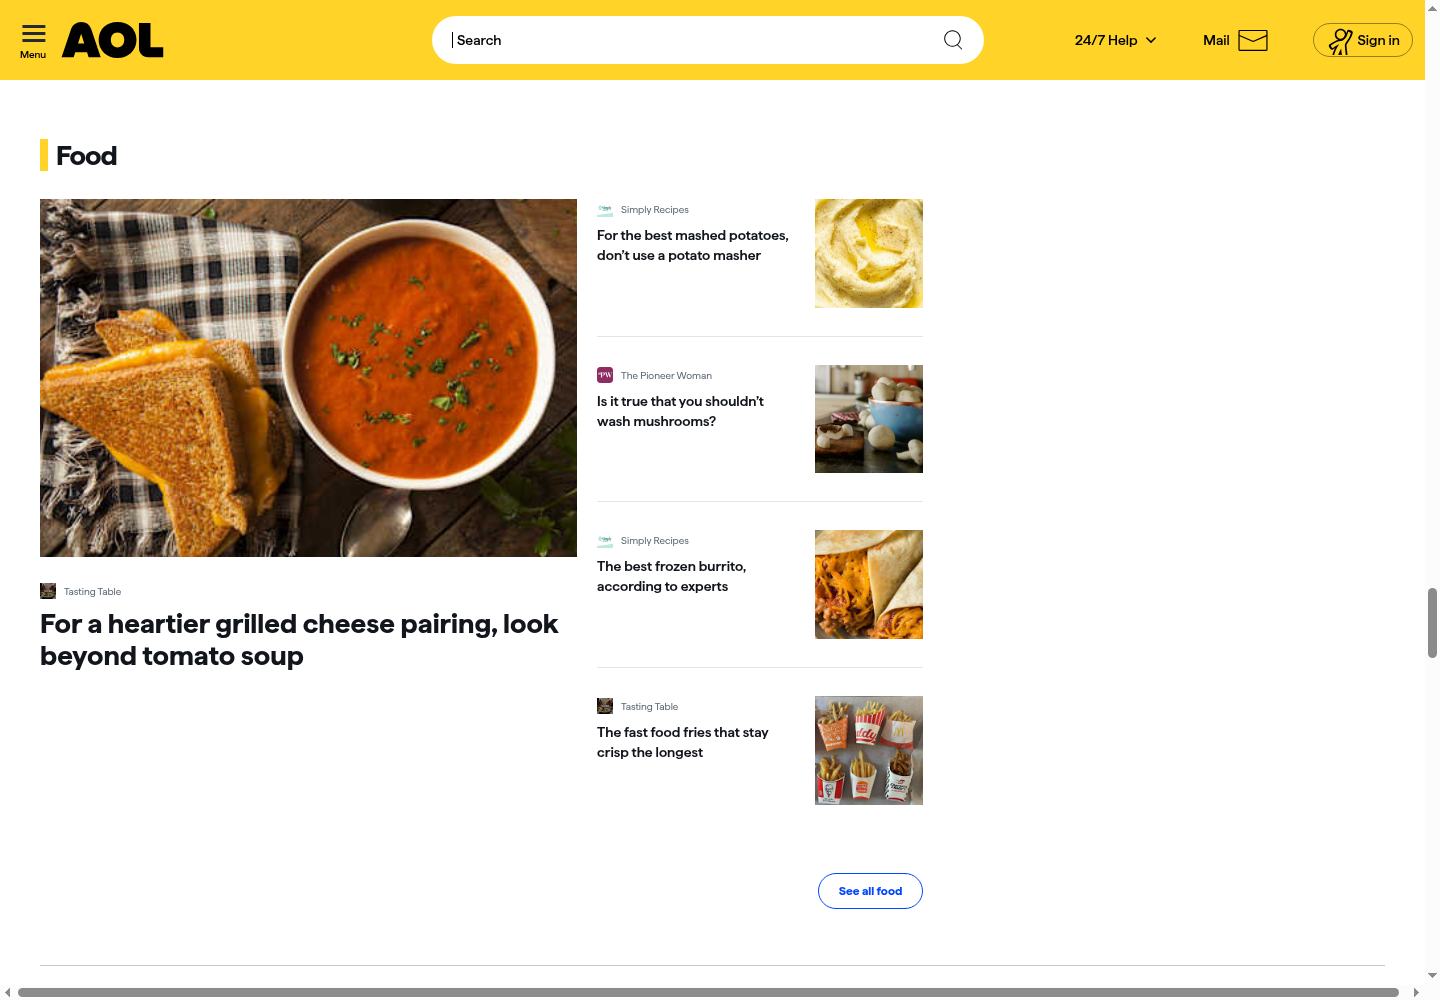 Menu
AOL
Search
24/7 Help
Mail
Sign in
Food
Tasting Table
For a heartier grilled cheese pairing, look
beyond tomato soup
Simply Recipes
For the best mashed potatoes,
don’t use a potato masher
The Pioneer Woman
Is it true that you shouldn’t
wash mushrooms?
Simply Recipes
The best frozen burrito,
according to experts
Tasting Table
The fast food fries that stay
crisp the longest
See all food